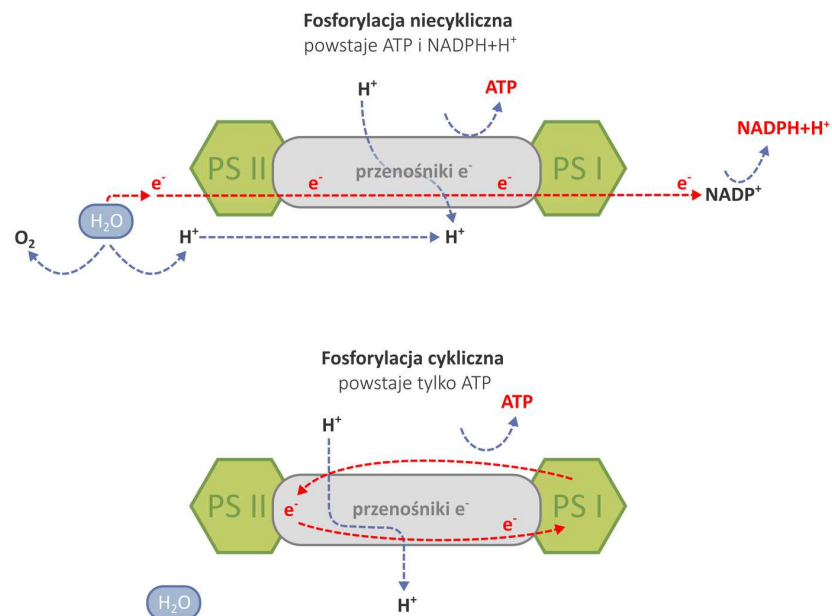 Fosforylacja niecykliczna
powstaje ATP i NADPH+H⁺
H⁺
ATP
NADPH+H⁺
PS II
przenośniki e⁻
PS I
e⁻
e⁻
e⁻
e⁻
NADP⁺
H₂O
O₂
H⁺
H⁺
Fosforylacja cykliczna
powstaje tylko ATP
ATP
H⁺
PS II
przenośniki e⁻
PS I
e⁻
e⁻
H₂O
H⁺